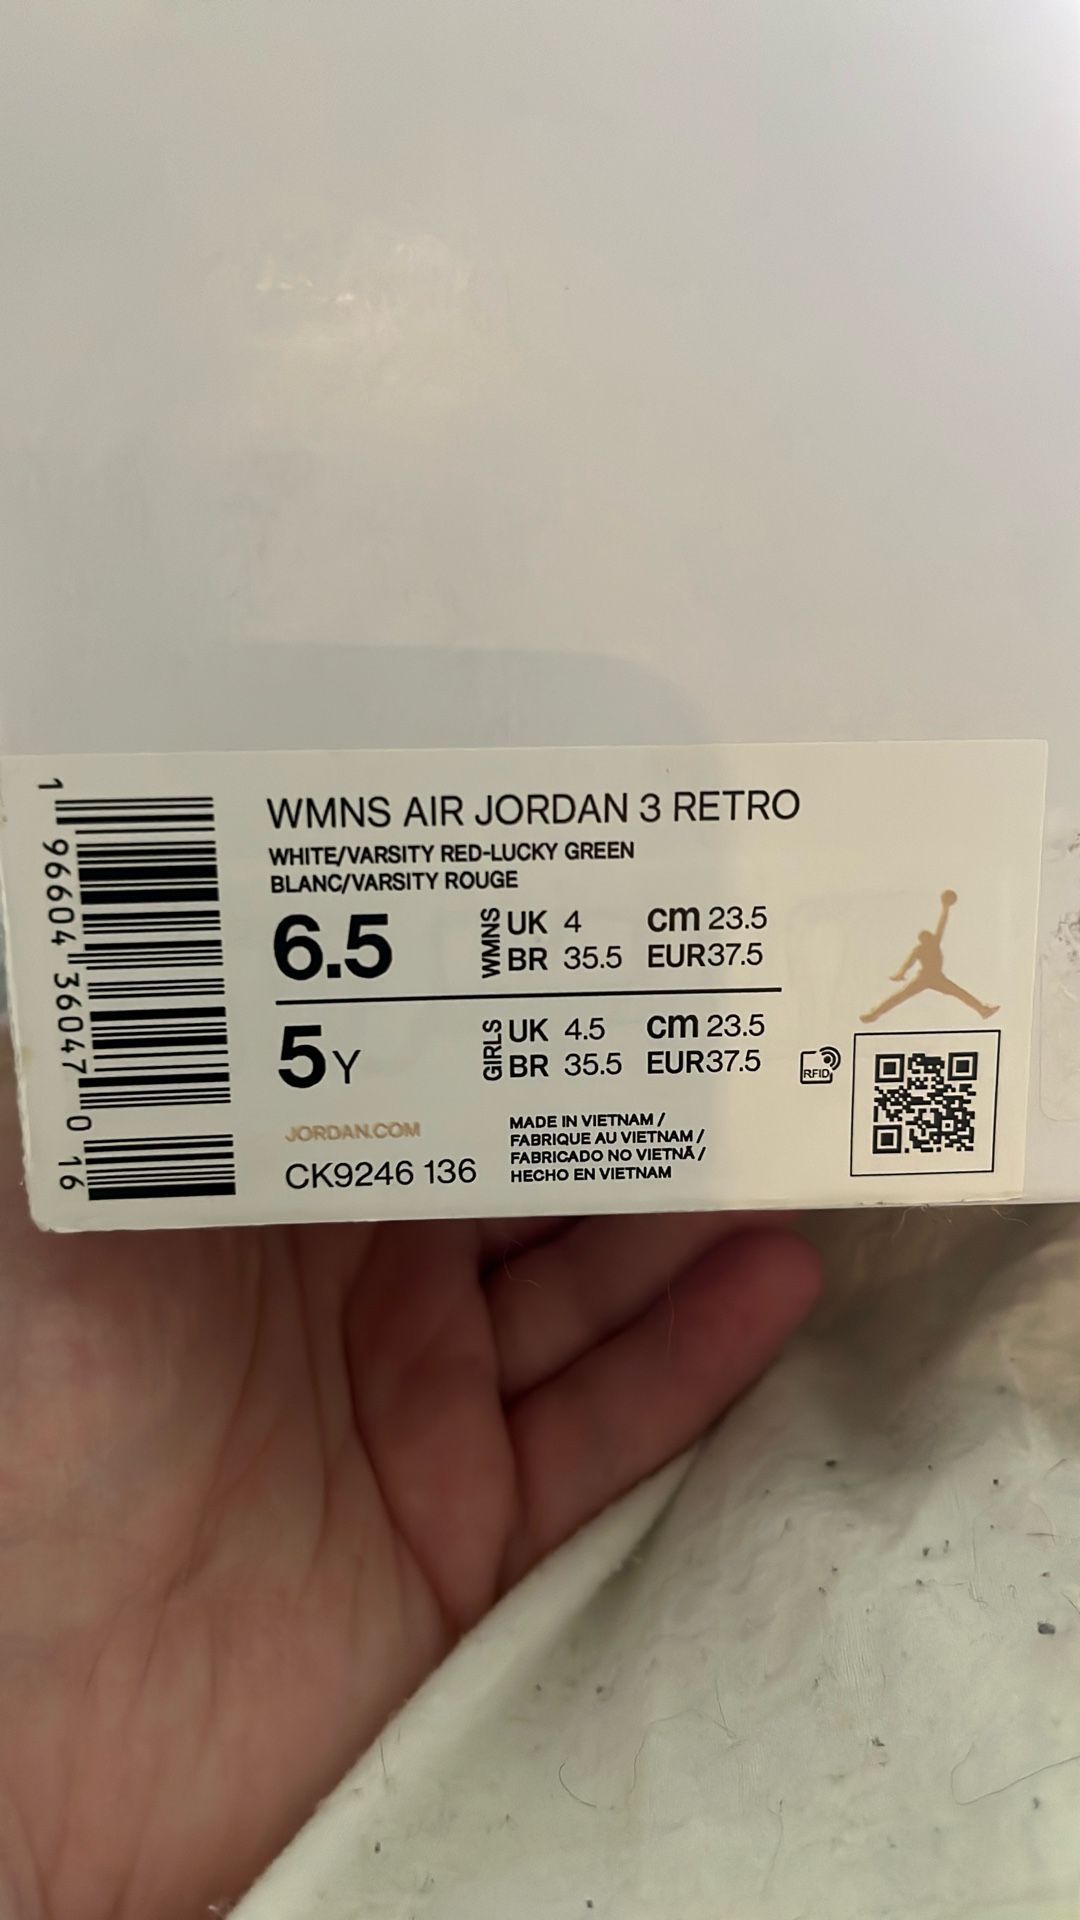 1 96604 36047 0 16
WMNS AIR JORDAN 3 RETRO
WHITE/VARSITY RED-LUCKY GREEN
BLANC/VARSITY ROUGE
6.5 WMNS UK 4 cm 23.5
BR 35.5 EUR37.5
5Y GIRLS UK 4.5 cm 23.5
BR 35.5 EUR37.5
RFID
JORDAN.COM
CK9246 136
MADE IN VIETNAM /
FABRIQUE AU VIETNAM /
FABRICADO NO VIETNÃ /
HECHO EN VIETNAM